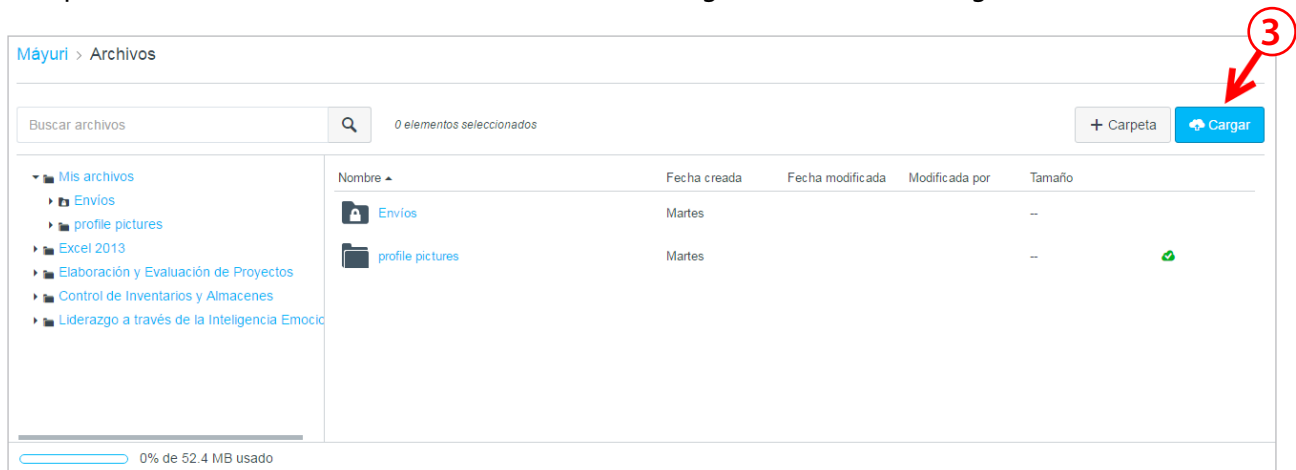 3
Máyuri > Archivos
Buscar archivos 0 elementos seleccionados + Carpeta Cargar
Mis archivos
Envíos
profile pictures
Excel 2013
Elaboración y Evaluación de Proyectos
Control de Inventarios y Almacenes
Liderazgo a través de la Inteligencia Emocio
Nombre Fecha creada Fecha modificada Modificada por Tamaño
Envíos Martes --
profile pictures Martes --
0% de 52.4 MB usado